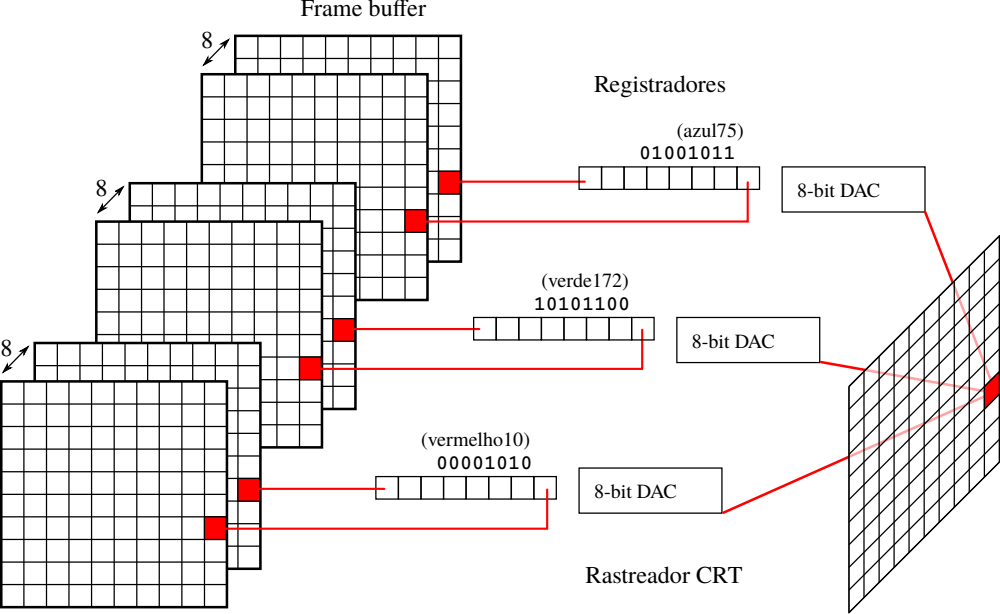 Frame buffer
8
Registradores
(azul75)
01001011
8-bit DAC
8
(verde172)
10101100
8-bit DAC
8
(vermelho10)
00001010
8-bit DAC
Rastreador CRT